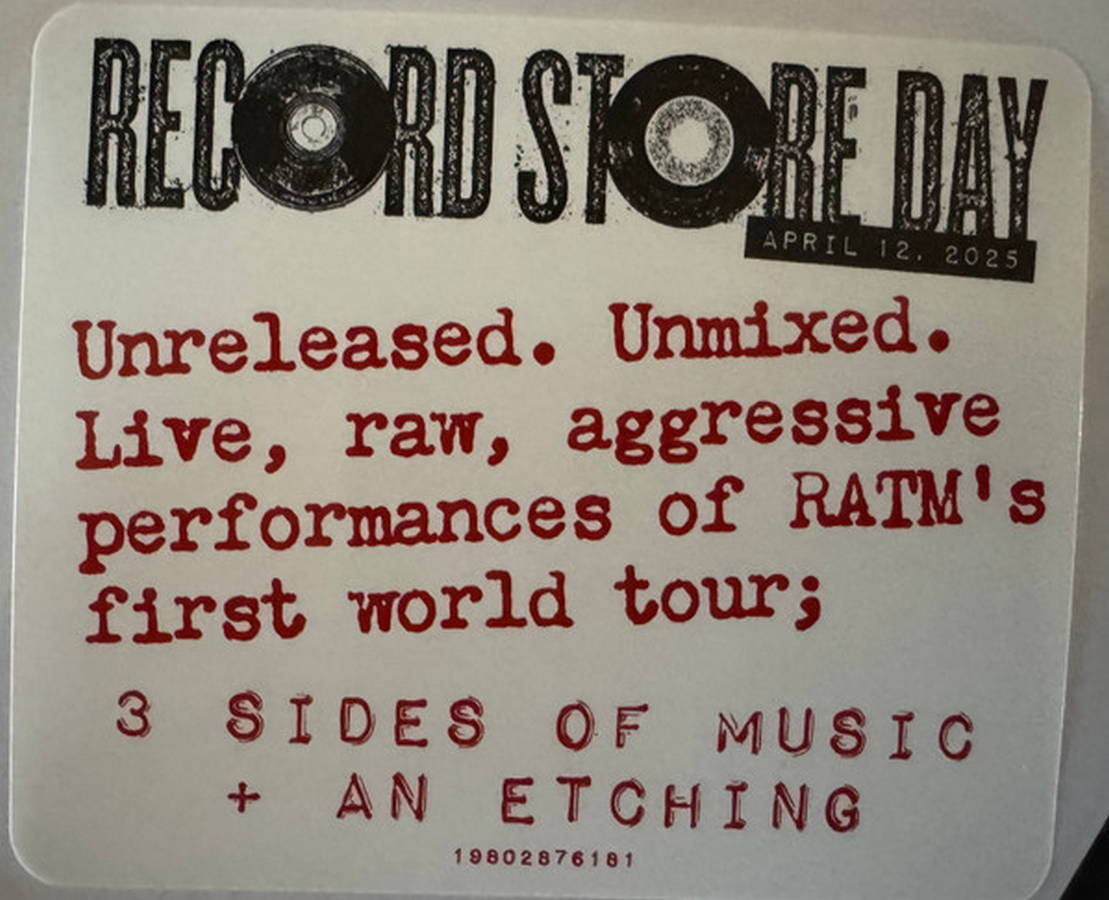 RECORD STORE DAY
APRIL 12, 2025
Unreleased. Unmixed.
Live, raw, aggressive
performances of RATM's
first world tour;
3 SIDES OF MUSIC
+ AN ETCHING
19802876181